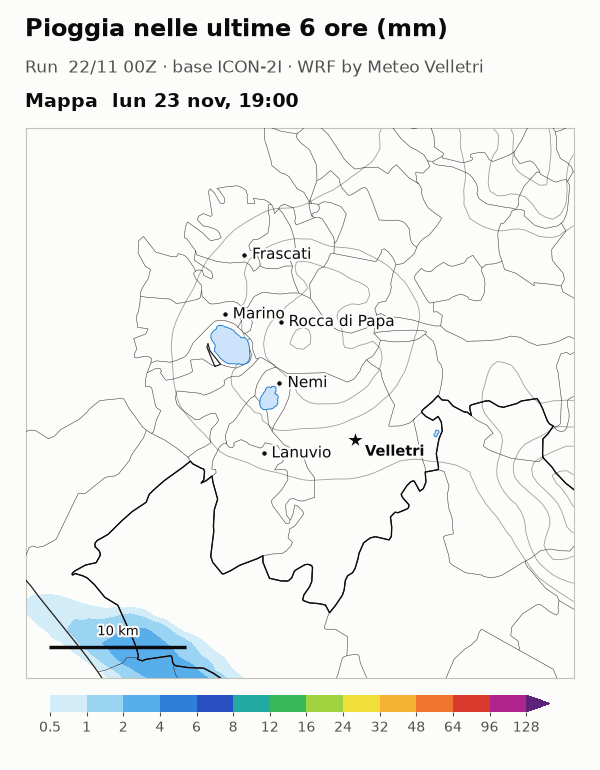 Pioggia nelle ultime 6 ore (mm)
Run 22/11 00Z · base ICON-2I · WRF by Meteo Velletri
Mappa lun 23 nov, 19:00
Frascati
Marino
Rocca di Papa
Nemi
Velletri
Lanuvio
10 km
0.5 1 2 4 6 8 12 16 24 32 48 64 96 128